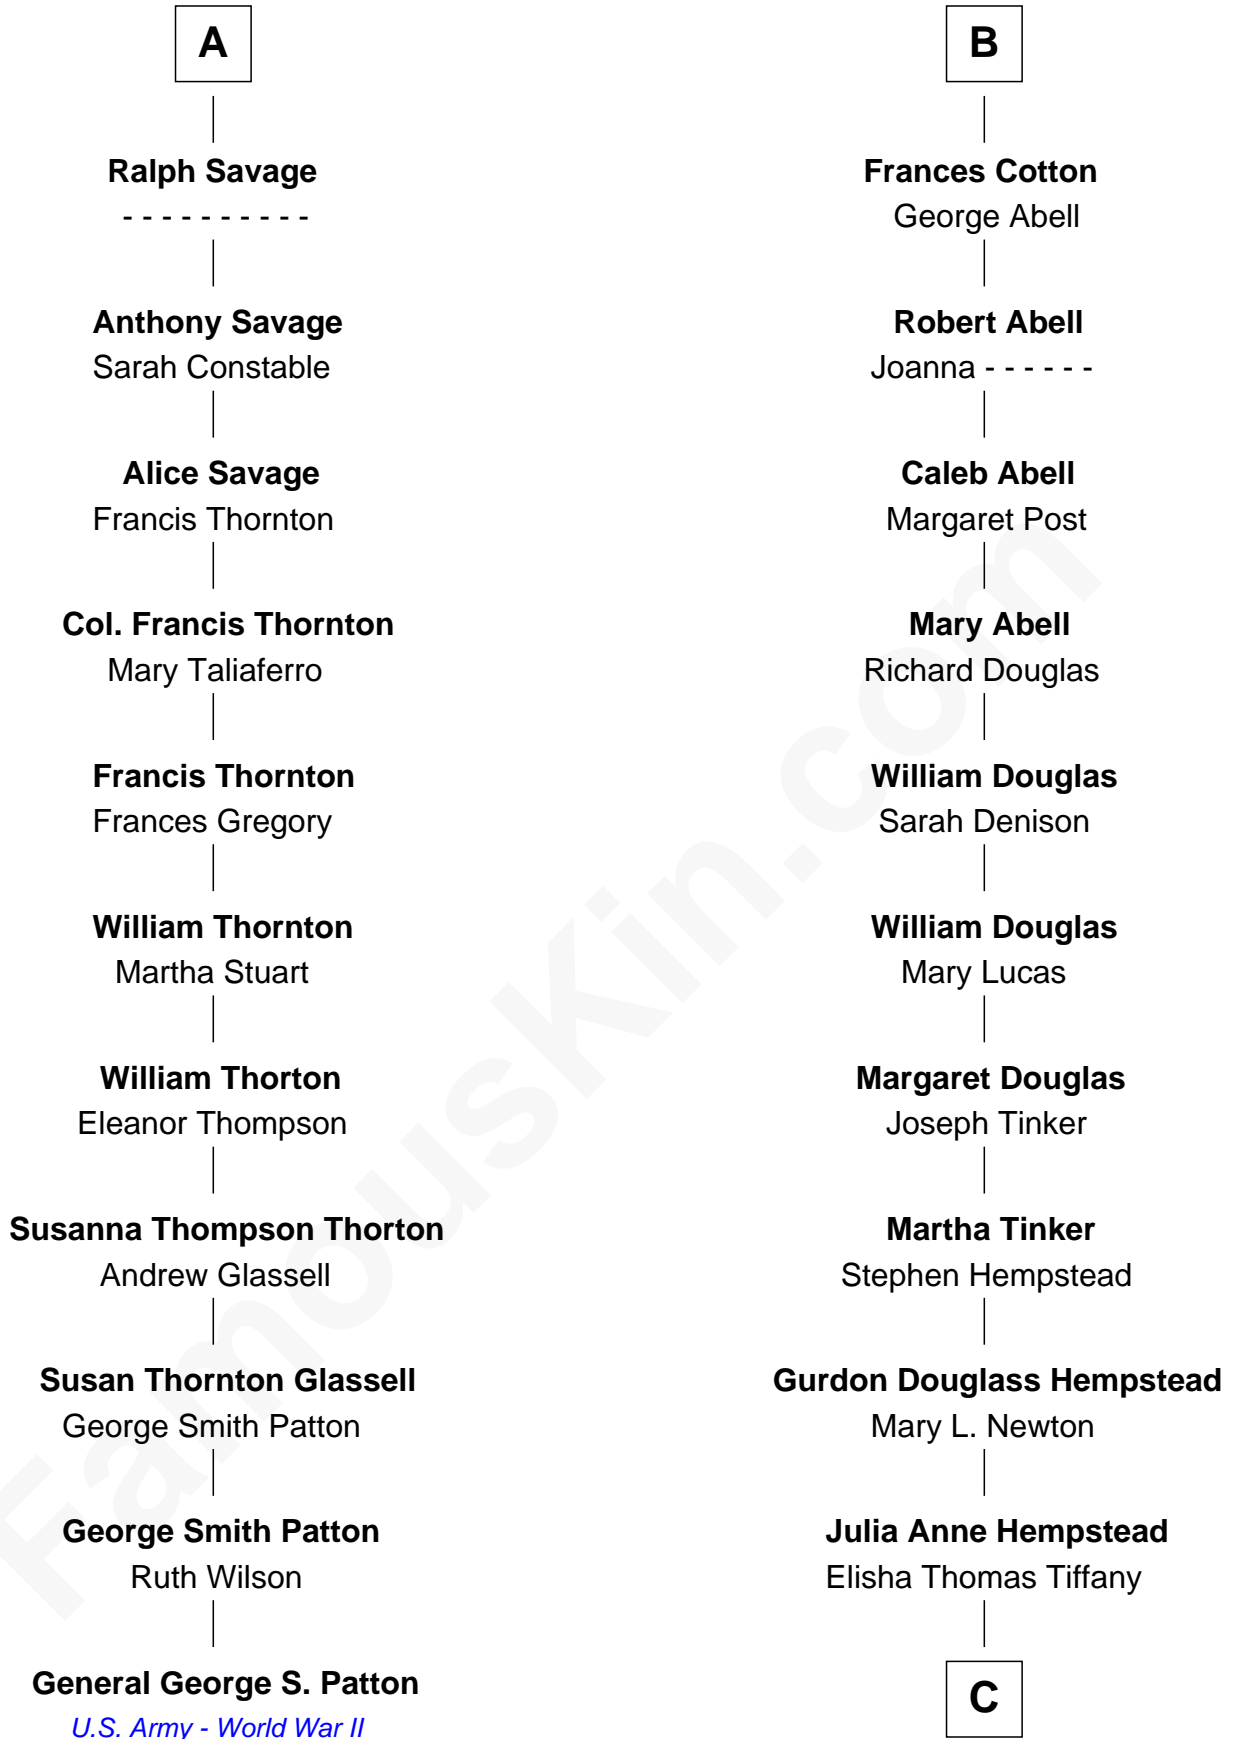 A
Ralph Savage
- - - - - - - - - -
Anthony Savage
Sarah Constable
Alice Savage
Francis Thornton
Col. Francis Thornton
Mary Taliaferro
Francis Thornton
Frances Gregory
William Thornton
Martha Stuart
William Thorton
Eleanor Thompson
Susanna Thompson Thorton
Andrew Glassell
Susan Thornton Glassell
George Smith Patton
George Smith Patton
Ruth Wilson
General George S. Patton
U.S. Army - World War II
B
Frances Cotton
George Abell
Robert Abell
Joanna - - - - - -
Caleb Abell
Margaret Post
Mary Abell
Richard Douglas
William Douglas
Sarah Denison
William Douglas
Mary Lucas
Margaret Douglas
Joseph Tinker
Martha Tinker
Stephen Hempstead
Gurdon Douglass Hempstead
Mary L. Newton
Julia Anne Hempstead
Elisha Thomas Tiffany
C
FamousKin.com